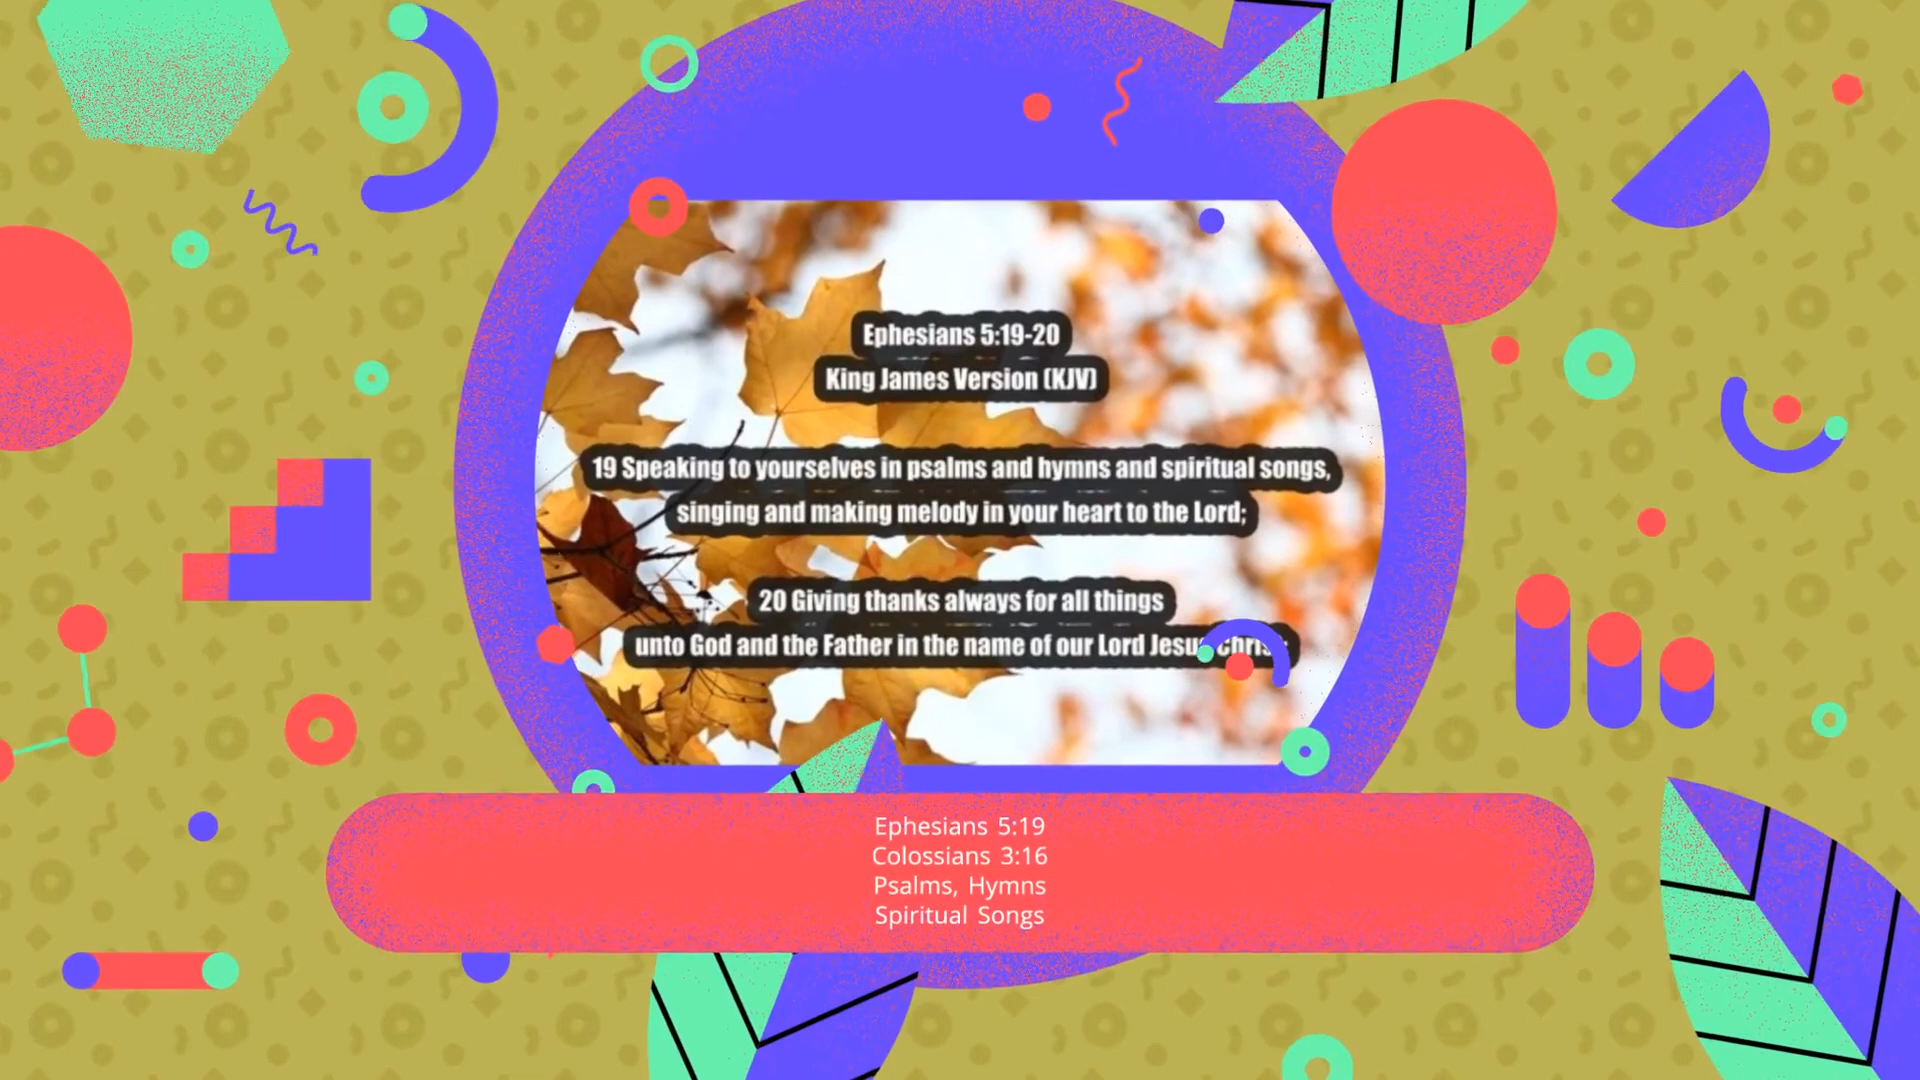 Ephesians 5:19-20
King James Version (KJV)
19 Speaking to yourselves in psalms and hymns and spiritual songs,
singing and making melody in your heart to the Lord;
20 Giving thanks always for all things
unto God and the Father in the name of our Lord Jesus Christ;
Ephesians 5:19
Colossians 3:16
Psalms, Hymns
Spiritual Songs